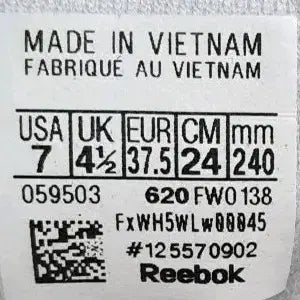 MADE IN VIETNAM
FABRIQUÉ AU VIETNAM
USA UK EUR CM mm
7 4½ 37.5 24 240
059503 620 FW0138
FxWH5WLw00045
#125570902
Reebok